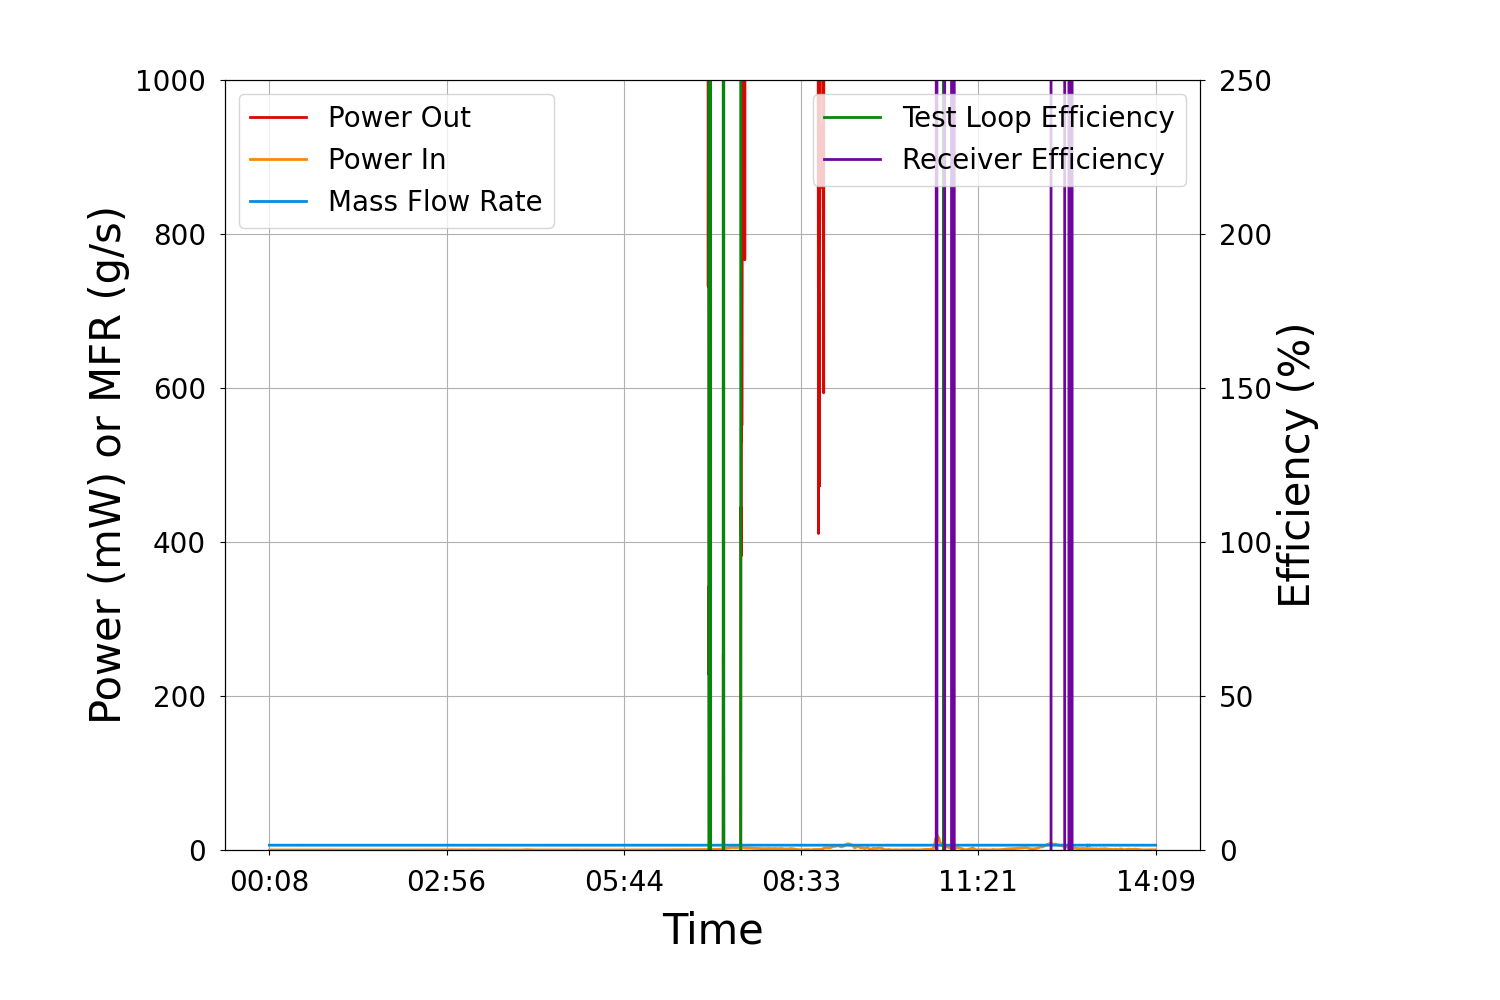 1000
800
600
400
200
0
Power (mW) or MFR (g/s)
Power Out
Power In
Mass Flow Rate
Test Loop Efficiency
Receiver Efficiency
250
200
150
100
50
0
Efficiency (%)
00:08 02:56 05:44 08:33 11:21 14:09
Time